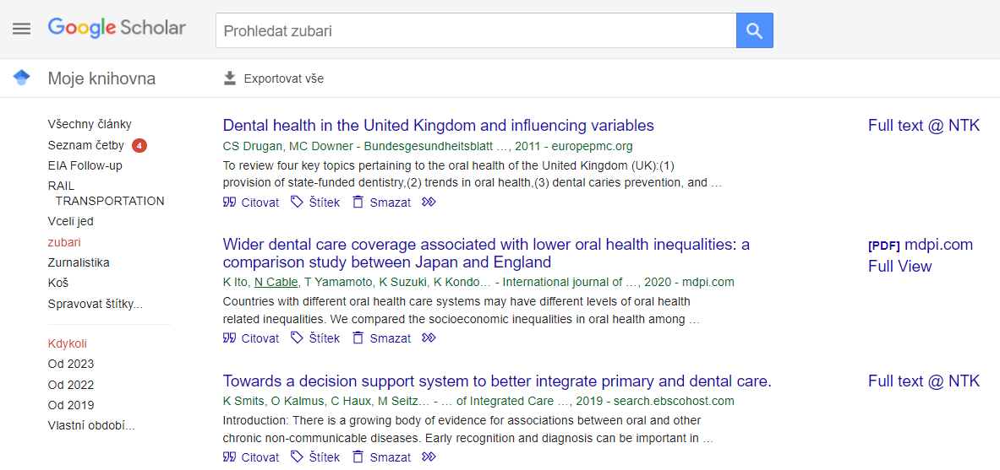 Google Scholar
Prohledat zubari
Moje knihovna
Exportovat vše
Všechny články
Seznam četby 4
EIA Follow-up
RAIL
TRANSPORTATION
Vceli jed
zubari
Zurnalistika
Koš
Spravovat štítky...
Kdykoli
Od 2023
Od 2022
Od 2019
Vlastní období...
Dental health in the United Kingdom and influencing variables
CS Drugan, MC Downer - Bundesgesundheitsblatt …, 2011 - europepmc.org
To review four key topics pertaining to the oral health of the United Kingdom (UK):(1)
provision of state-funded dentistry,(2) trends in oral health,(3) dental caries prevention, and …
Citovat Štítek Smazat
Full text @ NTK
Wider dental care coverage associated with lower oral health inequalities: a
comparison study between Japan and England
K Ito, N Cable, T Yamamoto, K Suzuki, K Kondo… - International journal of …, 2020 - mdpi.com
Countries with different oral health care systems may have different levels of oral health
related inequalities. We compared the socioeconomic inequalities in oral health among …
Citovat Štítek Smazat
[PDF] mdpi.com
Full View
Towards a decision support system to better integrate primary and dental care.
K Smits, O Kalmus, C Haux, M Seitz… - … of Integrated Care …, 2019 - search.ebscohost.com
Introduction: There is a growing body of evidence for associations between oral and other
chronic non-communicable diseases. Early recognition and diagnosis can be important in …
Citovat Štítek Smazat
Full text @ NTK